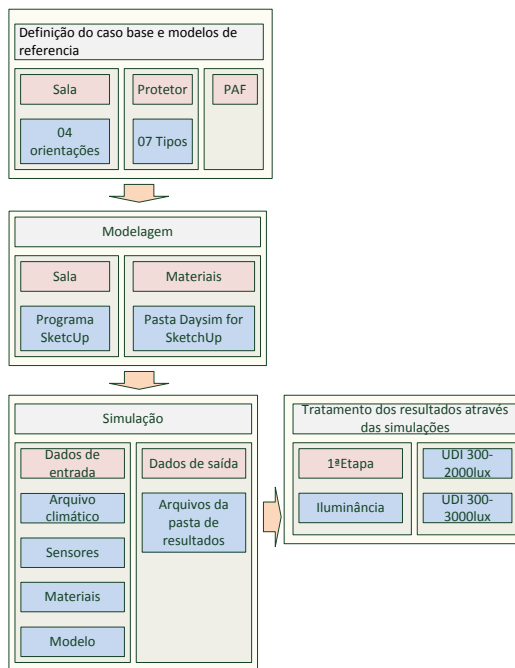 Definição do caso base e modelos de
referencia
Sala
Protetor
PAF
04
orientações
07 Tipos
Modelagem
Sala
Materiais
Programa
SketcUp
Pasta Daysim for
SketchUp
Simulação
Dados de
entrada
Dados de saída
Arquivo
climático
Arquivos da
pasta de
resultados
Sensores
Materiais
Modelo
Tratamento dos resultados através
das simulações
1ªEtapa
UDI 300-
2000lux
Iluminância
UDI 300-
3000lux